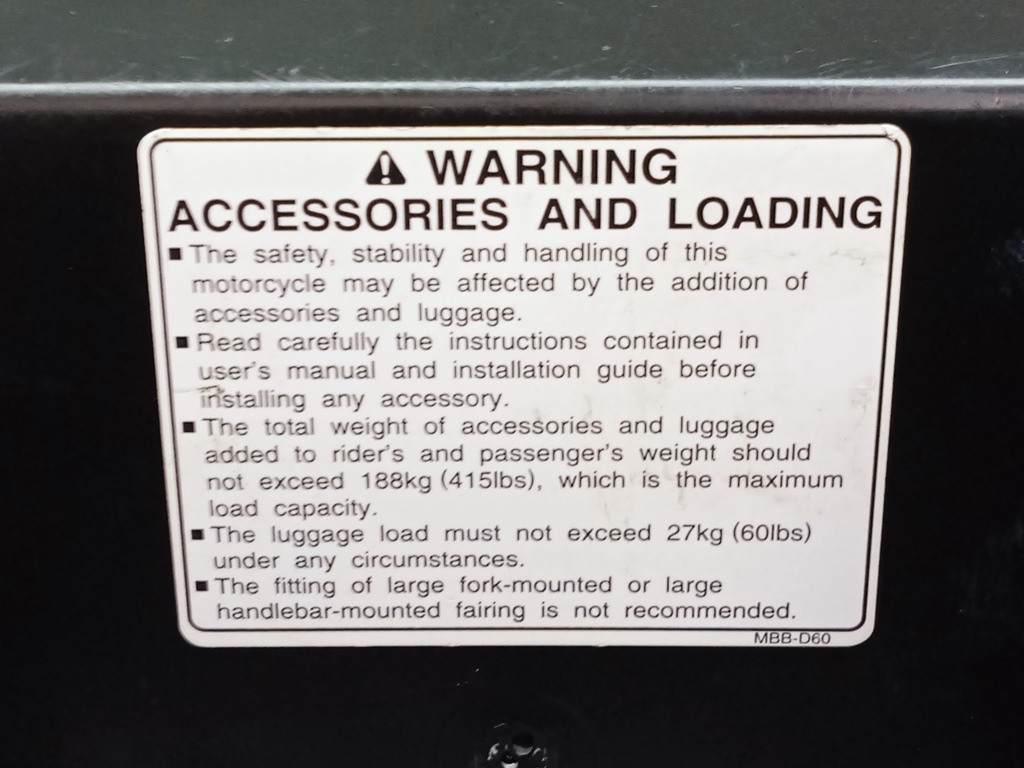 ⚠ WARNING
ACCESSORIES AND LOADING
■ The safety, stability and handling of this
motorcycle may be affected by the addition of
accessories and luggage.
■ Read carefully the instructions contained in
user's manual and installation guide before
installing any accessory.
■ The total weight of accessories and luggage
added to rider's and passenger's weight should
not exceed 188kg (415lbs), which is the maximum
load capacity.
■ The luggage load must not exceed 27kg (60lbs)
under any circumstances.
■ The fitting of large fork-mounted or large
handlebar-mounted fairing is not recommended.
MBB-D60